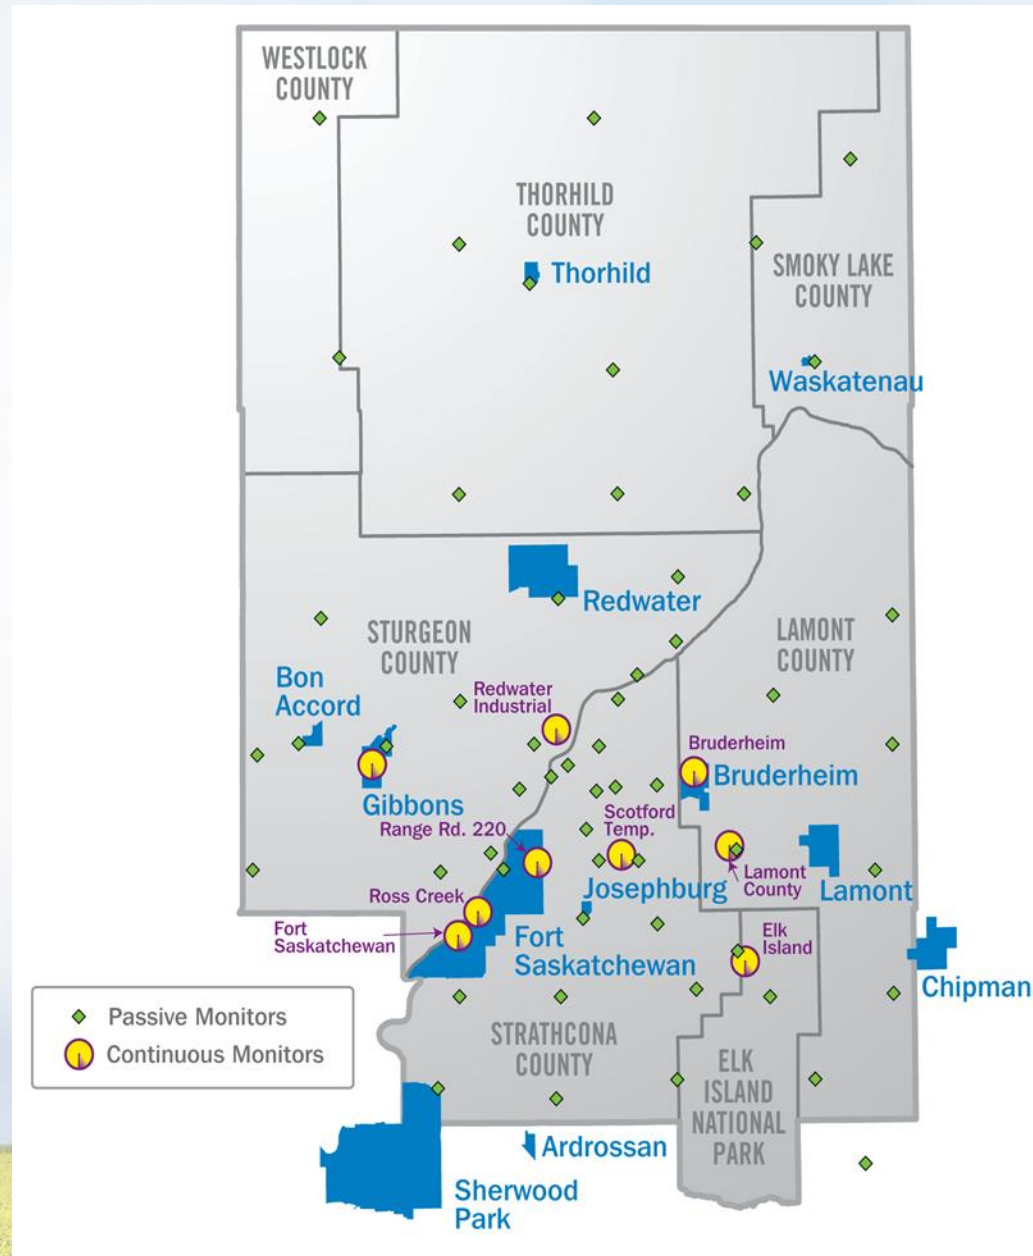 WESTLOCK
COUNTY
THORHILD
COUNTY
Thorhild
SMOKY LAKE
COUNTY
Waskatenau
Redwater
STURGEON
COUNTY
LAMONT
COUNTY
Bon
Accord
Redwater
Industrial
Bruderheim
Bruderheim
Gibbons
Range Rd. 220
Scotford
Temp.
Ross Creek
Josephburg
Lamont
County
Lamont
Fort
Saskatchewan
Fort
Saskatchewan
Elk
Island
Chipman
Passive Monitors
Continuous Monitors
STRATHCONA
COUNTY
ELK
ISLAND
NATIONAL
PARK
Ardrossan
Sherwood
Park